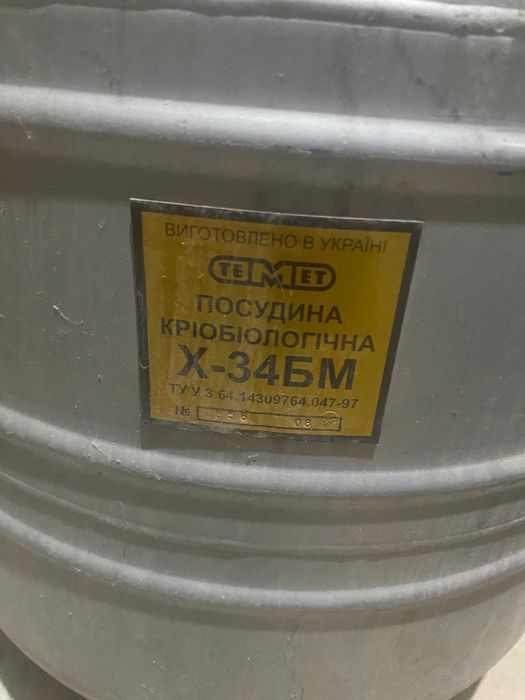 ВИГОТОВЛЕНО В УКРАЇНІ
ТЕМЕТ
ПОСУДИНА
КРІОБІОЛОГІЧНА
Х-34БМ
ТУ У 3.64.14309764.047-97
№